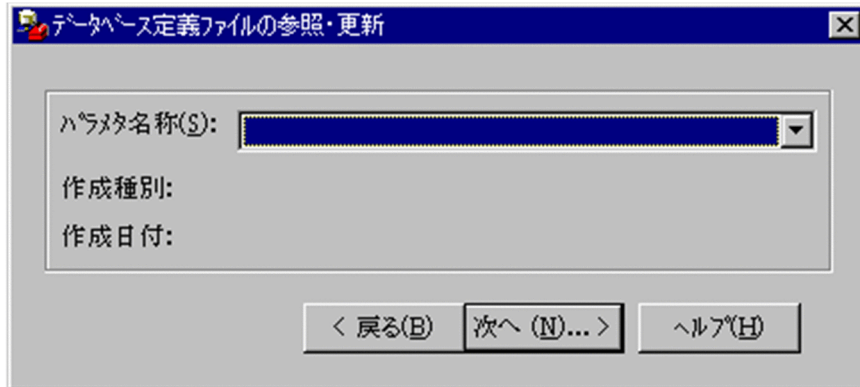 ﾃﾞｰﾀﾍﾞｰｽ定義ﾌｧｲﾙの参照・更新
ﾊﾟﾗﾒﾀ名称(S):
作成種別:
作成日付:
< 戻る(B) 次へ (N)... > ﾍﾙﾌﾟ(H)